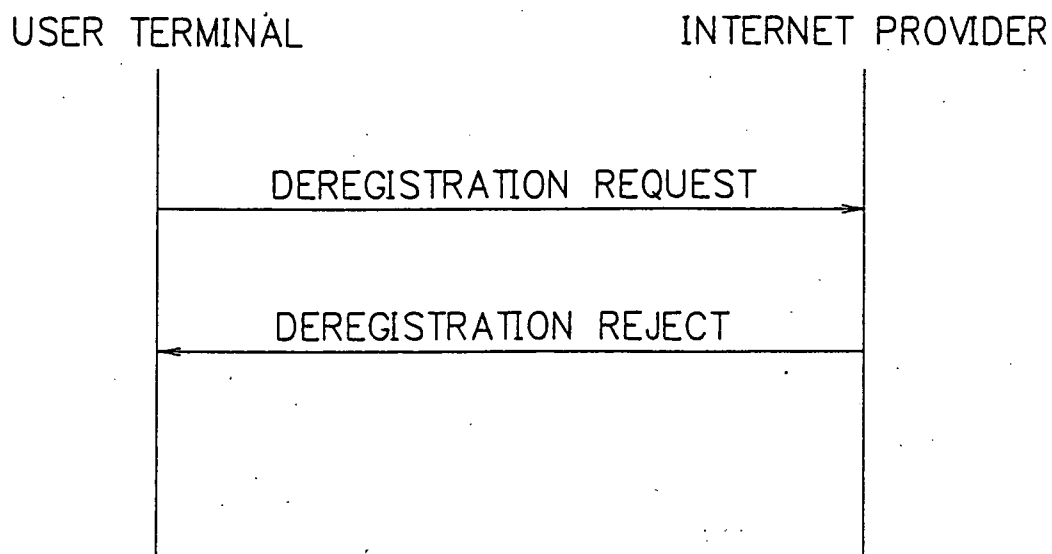 USER TERMINAL
INTERNET PROVIDER
DEREGISTRATION REQUEST
DEREGISTRATION REJECT